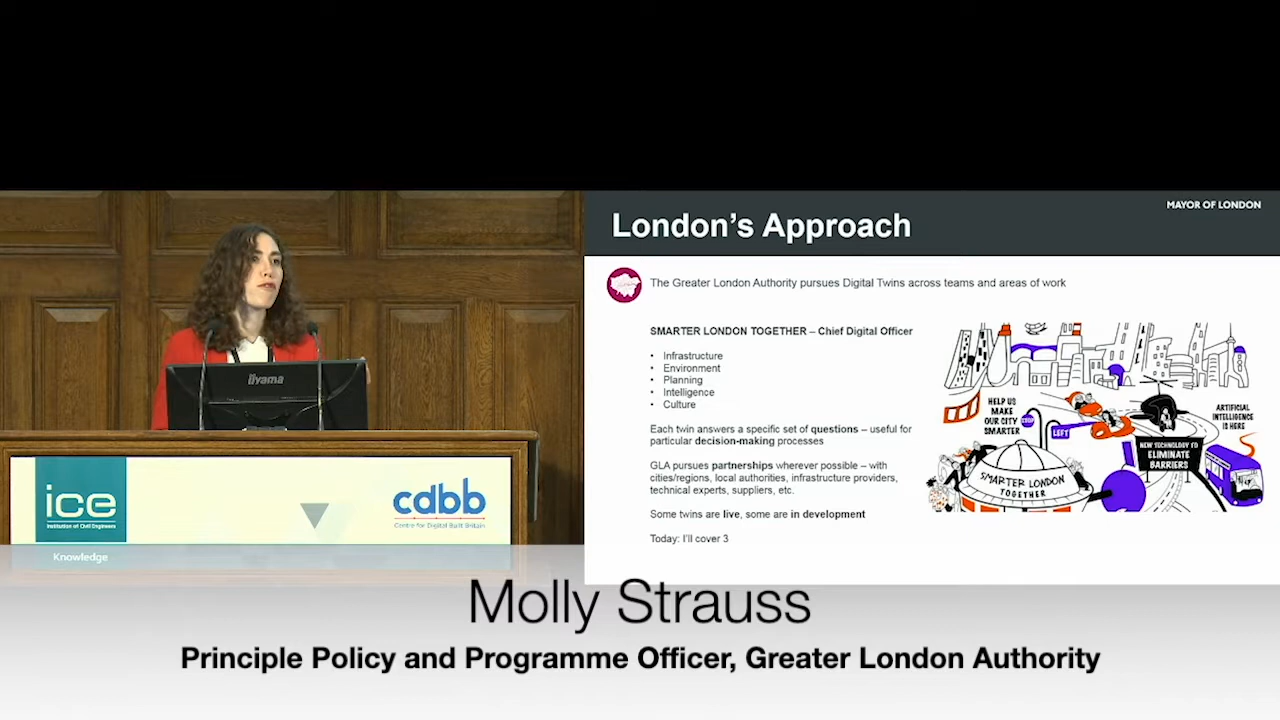 MAYOR OF LONDON
London's Approach
The Greater London Authority pursues Digital Twins across teams and areas of work
SMARTER LONDON TOGETHER – Chief Digital Officer
• Infrastructure
• Environment
• Planning
• Intelligence
• Culture
Each twin answers a specific set of questions – useful for
particular decision-making processes
GLA pursues partnerships wherever possible – with
cities/regions, local authorities, infrastructure providers,
technical experts, suppliers, etc.
Some twins are live, some are in development
Today: I'll cover 3
HELP US
MAKE
OUR CITY
SMARTER
STOP
LEFT
ARTIFICIAL
INTELLIGENCE
IS HERE
NEW TECHNOLOGY TO
ELIMINATE
BARRIERS
SMARTER LONDON
TOGETHER
iiyama
ice
Institution of Civil Engineers
Knowledge
cdbb
Centre for Digital Built Britain
Molly Strauss
Principle Policy and Programme Officer, Greater London Authority